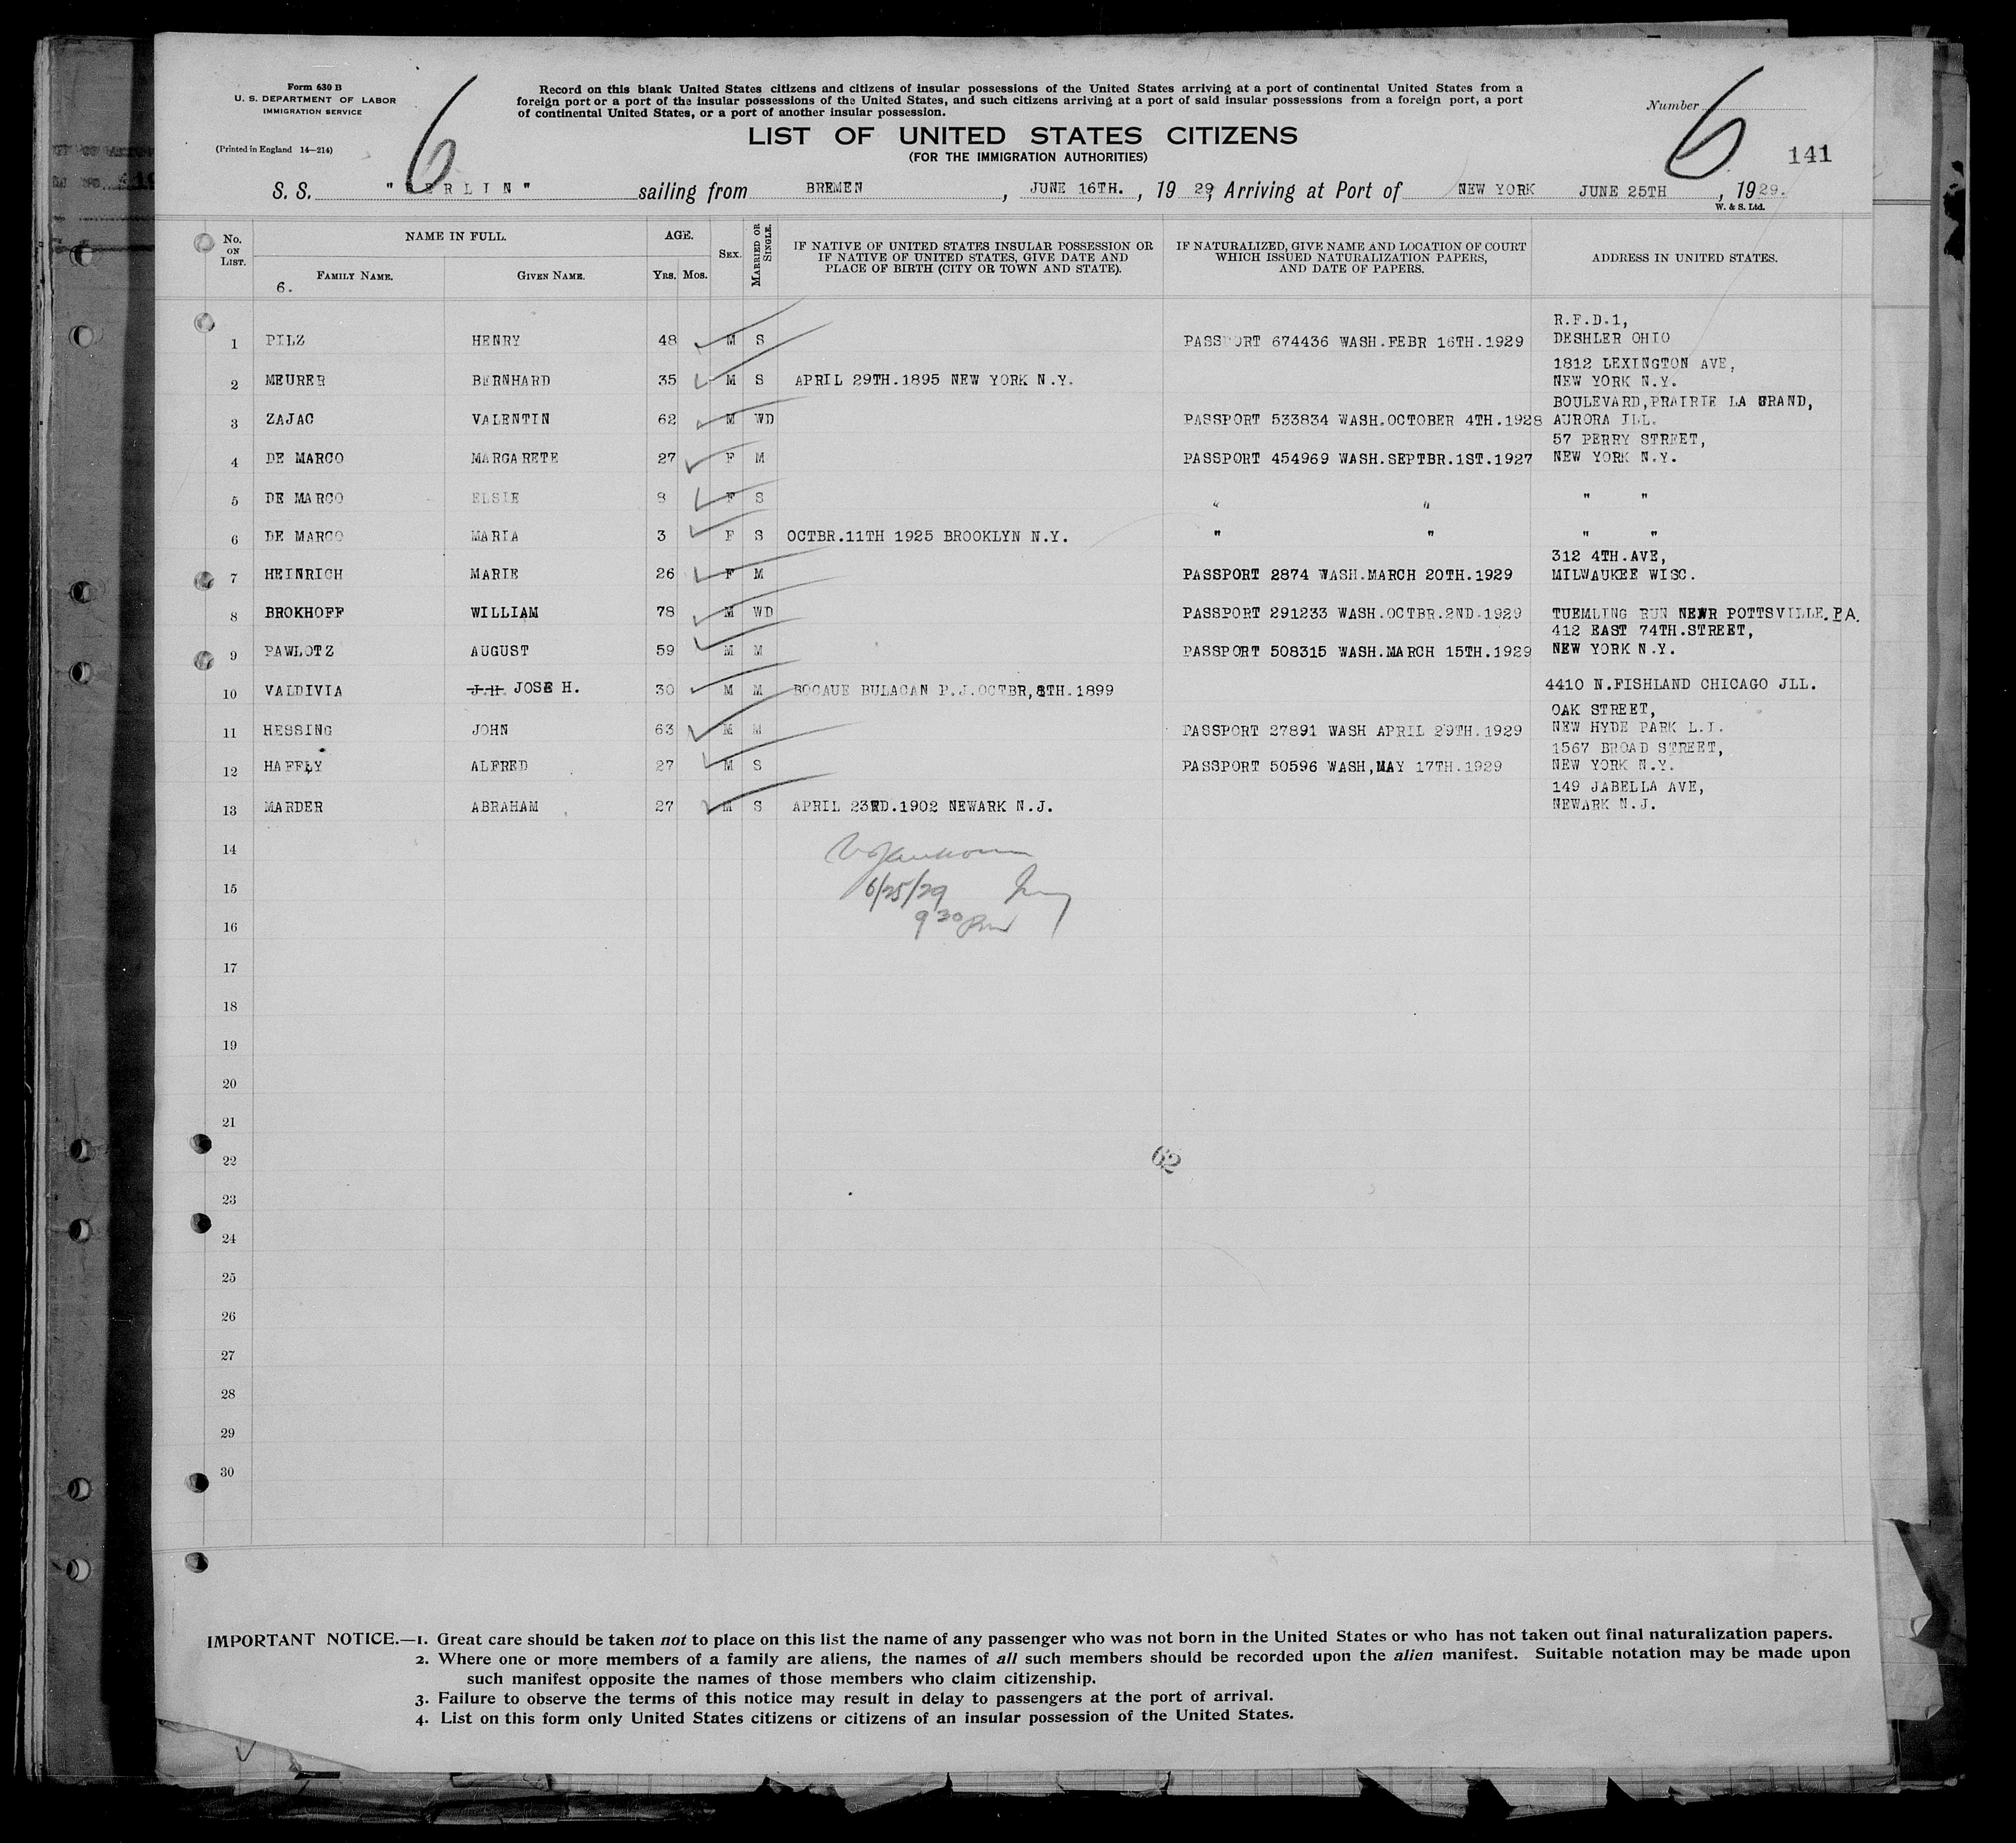 Form 630 B
U. S. DEPARTMENT OF LABOR
IMMIGRATION SERVICE
(Printed in England 14—214)
6
Record on this blank United States citizens and citizens of insular possessions of the United States arriving at a port of continental United States from a
foreign port or a port of the insular possessions of the United States, and such citizens arriving at a port of said insular possessions from a foreign port, a port
of continental United States, or a port of another insular possession.
LIST OF UNITED STATES CITIZENS
(FOR THE IMMIGRATION AUTHORITIES)
Number 6
141
S. S. "BERLIN" sailing from BREMEN, JUNE 16TH., 1929, Arriving at Port of NEW YORK JUNE 25TH, 1929.
W. & S. Ltd.
No. ON LIST. NAME IN FULL. AGE. SEX. MARRIED OR SINGLE. IF NATIVE OF UNITED STATES INSULAR POSSESSION OR IF NATIVE OF UNITED STATES, GIVE DATE AND PLACE OF BIRTH (CITY OR TOWN AND STATE). IF NATURALIZED, GIVE NAME AND LOCATION OF COURT WHICH ISSUED NATURALIZATION PAPERS, AND DATE OF PAPERS. ADDRESS IN UNITED STATES.
FAMILY NAME. GIVEN NAME. YRS. MOS.
6.
R.F.D.1,
1 PILZ HENRY 48 M S PASSPORT 674436 WASH.FEBR 16TH.1929 DESHLER OHIO
1812 LEXINGTON AVE,
2 MEURER BERNHARD 35 M S APRIL 29TH.1895 NEW YORK N.Y. NEW YORK N.Y.
BOULEVARD,PRAIRIE LA GRAND,
3 ZAJAC VALENTIN 62 M WD PASSPORT 533834 WASH.OCTOBER 4TH.1928 AURORA JLL.
57 PERRY STREET,
4 DE MARCO MARGARETE 27 F M PASSPORT 454969 WASH.SEPTBR.1ST.1927 NEW YORK N.Y.
5 DE MARCO ELSIE 8 F S " " " "
6 DE MARCO MARIA 3 F S OCTBR.11TH 1925 BROOKLYN N.Y. " " " "
312 4TH.AVE,
7 HEINRICH MARIE 26 F M PASSPORT 2874 WASH.MARCH 20TH.1929 MILWAUKEE WISC.
8 BROKHOFF WILLIAM 78 M WD PASSPORT 291233 WASH.OCTBR.2ND.1929 TUEMLING RUN NEWR POTTSVILLE.PA.
412 EAST 74TH.STREET,
9 PAWLOTZ AUGUST 59 M M PASSPORT 508315 WASH.MARCH 15TH.1929 NEW YORK N.Y.
10 VALDIVIA J.H. JOSE H. 30 M M BOCAUE BULACAN P.J.OCTBR,8TH.1899 4410 N.FISHLAND CHICAGO JLL.
OAK STREET,
11 HESSING JOHN 63 M M PASSPORT 27891 WASH APRIL 29TH.1929 NEW HYDE PARK L.I.
1567 BROAD STREET,
12 HAFELY ALFRED 27 M S PASSPORT 50596 WASH,MAY 17TH.1929 NEW YORK N.Y.
149 JABELLA AVE,
13 MARDER ABRAHAM 27 M S APRIL 23RD.1902 NEWARK N.J. NEWARK N.J.
14
15 6/25/29
16 9 30 PM
17
18
19
20
21
22 62
23
24
25
26
27
28
29
30
IMPORTANT NOTICE.—1. Great care should be taken not to place on this list the name of any passenger who was not born in the United States or who has not taken out final naturalization papers.
2. Where one or more members of a family are aliens, the names of all such members should be recorded upon the alien manifest. Suitable notation may be made upon
such manifest opposite the names of those members who claim citizenship.
3. Failure to observe the terms of this notice may result in delay to passengers at the port of arrival.
4. List on this form only United States citizens or citizens of an insular possession of the United States.